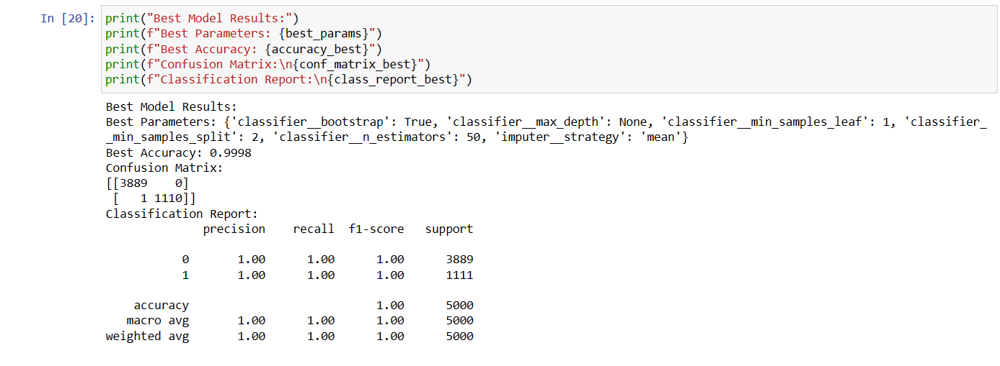 In [20]: print("Best Model Results:")
print(f"Best Parameters: {best_params}")
print(f"Best Accuracy: {accuracy_best}")
print(f"Confusion Matrix:\n{conf_matrix_best}")
print(f"Classification Report:\n{class_report_best}")
Best Model Results:
Best Parameters: {'classifier__bootstrap': True, 'classifier__max_depth': None, 'classifier__min_samples_leaf': 1, 'classifier_
_min_samples_split': 2, 'classifier__n_estimators': 50, 'imputer__strategy': 'mean'}
Best Accuracy: 0.9998
Confusion Matrix:
[[3889    0]
 [   1 1110]]
Classification Report:
              precision    recall  f1-score   support
           0       1.00      1.00      1.00      3889
           1       1.00      1.00      1.00      1111
    accuracy                           1.00      5000
   macro avg       1.00      1.00      1.00      5000
weighted avg       1.00      1.00      1.00      5000